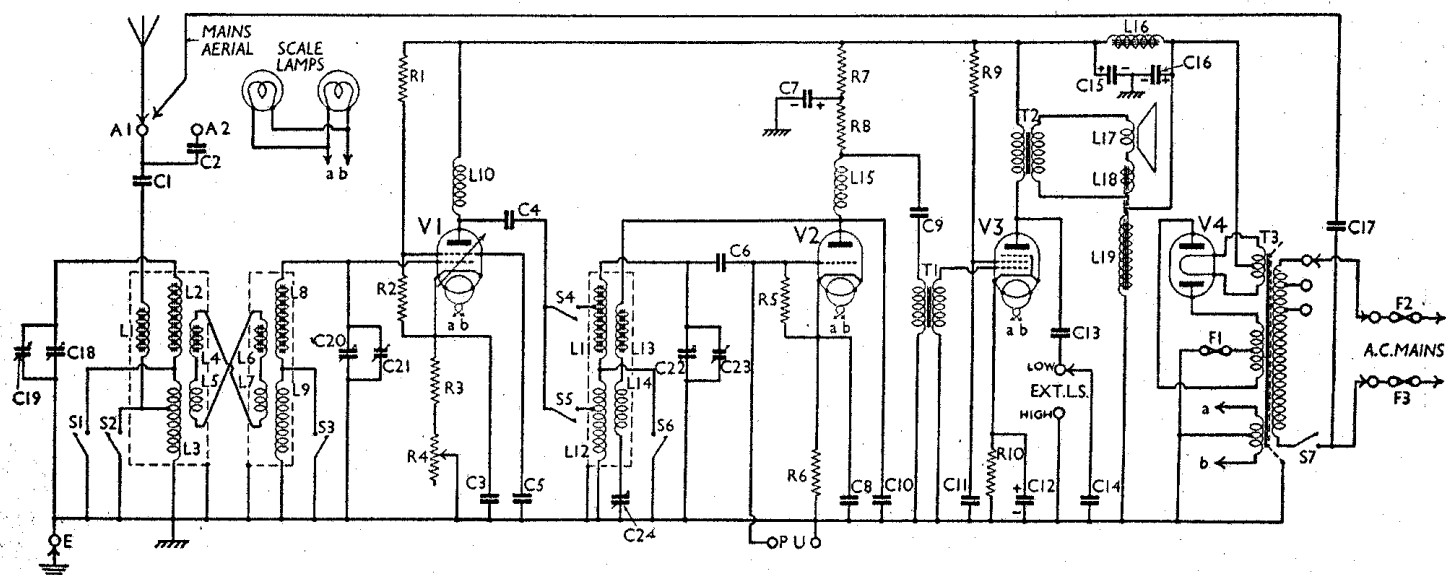 MAINS
AERIAL
SCALE
LAMPS
a b
A1
A2
C2
C1
R1
L10
V1
C4
R2
a b
R3
R4
C3
C5
L1
L2
L4
L5
L3
L6
L7
L8
L9
C18
C19
S1
S2
S3
C20
C21
S4
S5
L11
L12
L13
L14
C22
C23
S6
C24
C6
C7
R7
R8
L15
V2
R5
a b
R6
C8
C10
P U
C9
T1
R9
V3
a b
R10
C11
C12
C13
LOW
EXT.L.S.
HIGH
C14
L16
C15
C16
T2
L17
L18
L19
V4
T3
F1
a
b
C17
F2
A.C. MAINS
F3
S7
E